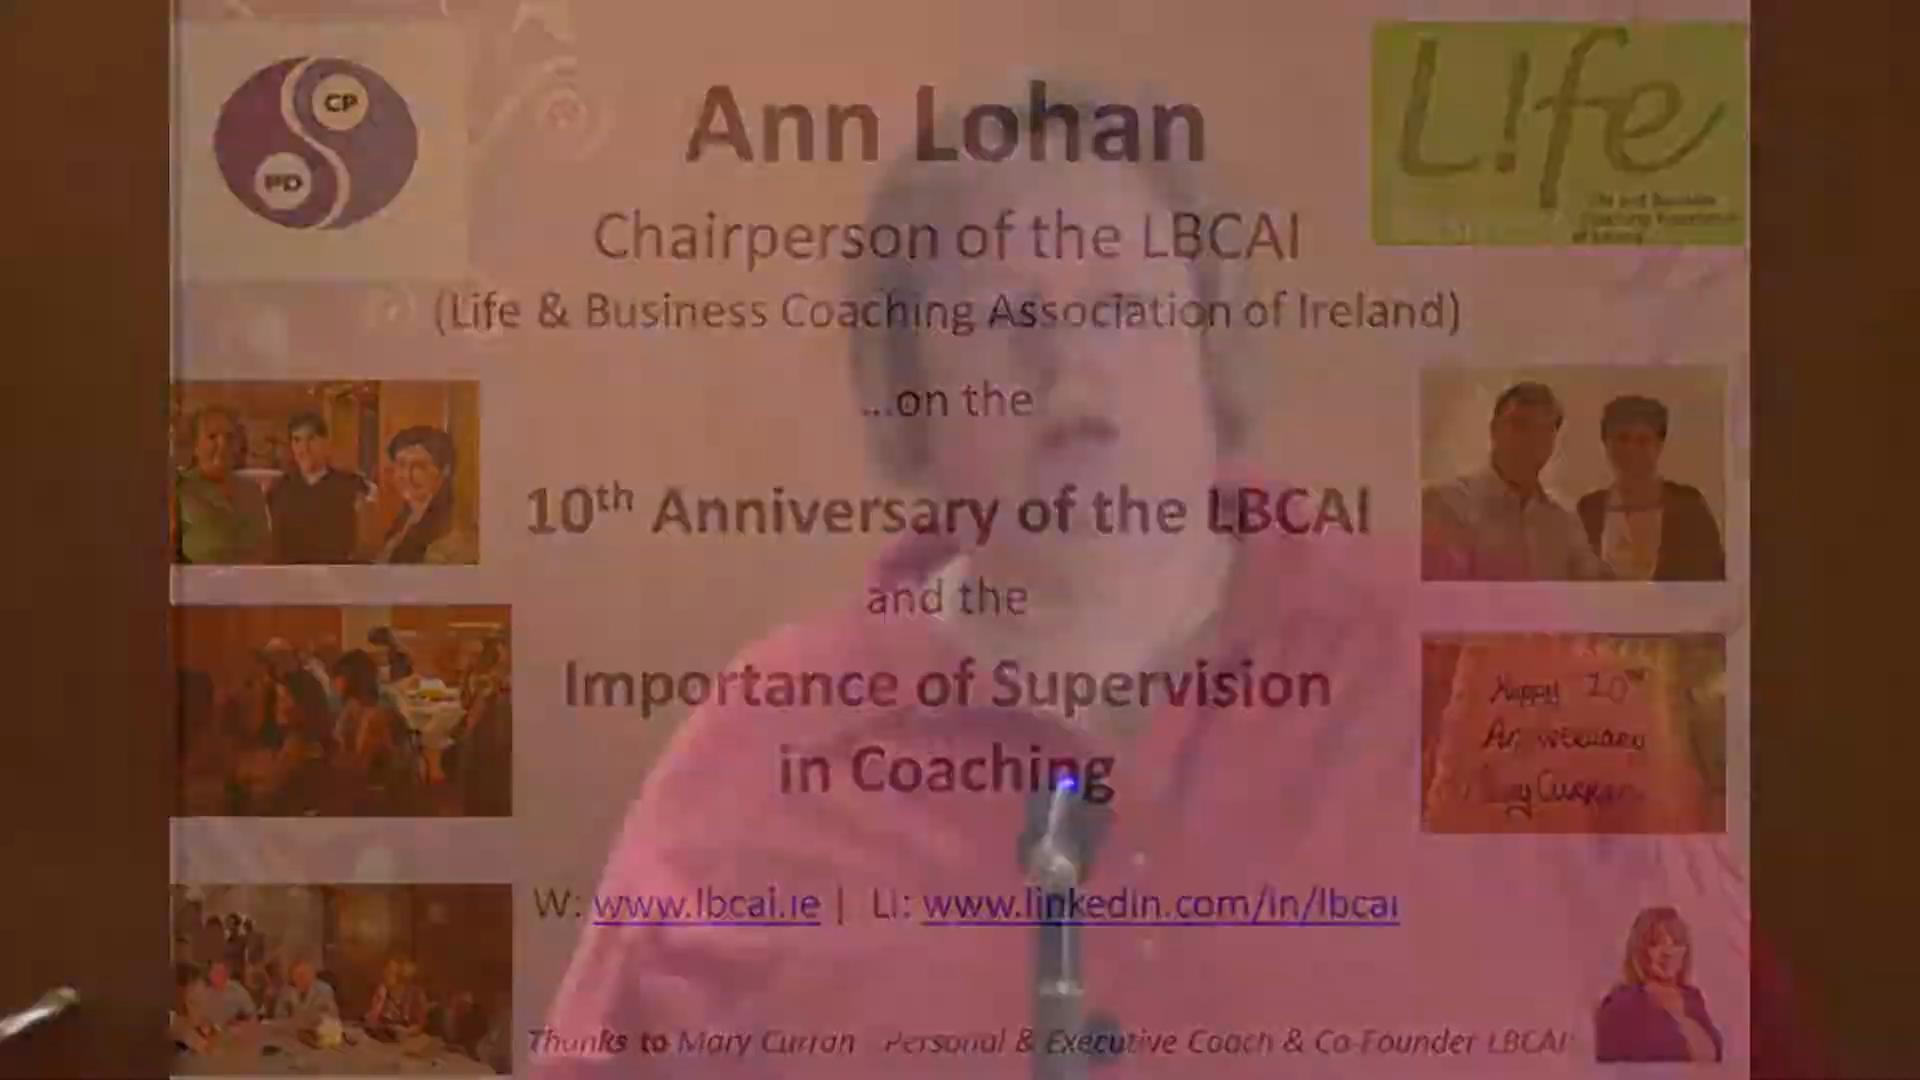 CP
PD
L!fe
Ann Lohan
Chairperson of the LBCAI
(Life & Business Coaching Association of Ireland)
...on the
10th Anniversary of the LBCAI
and the
Importance of Supervision
in Coaching
Happy 10th
Anniversary
W: www.lbcai.ie | LI: www.linkedin.com/in/lbcai
Thanks to Mary Curran Personal & Executive Coach & Co-Founder LBCAI